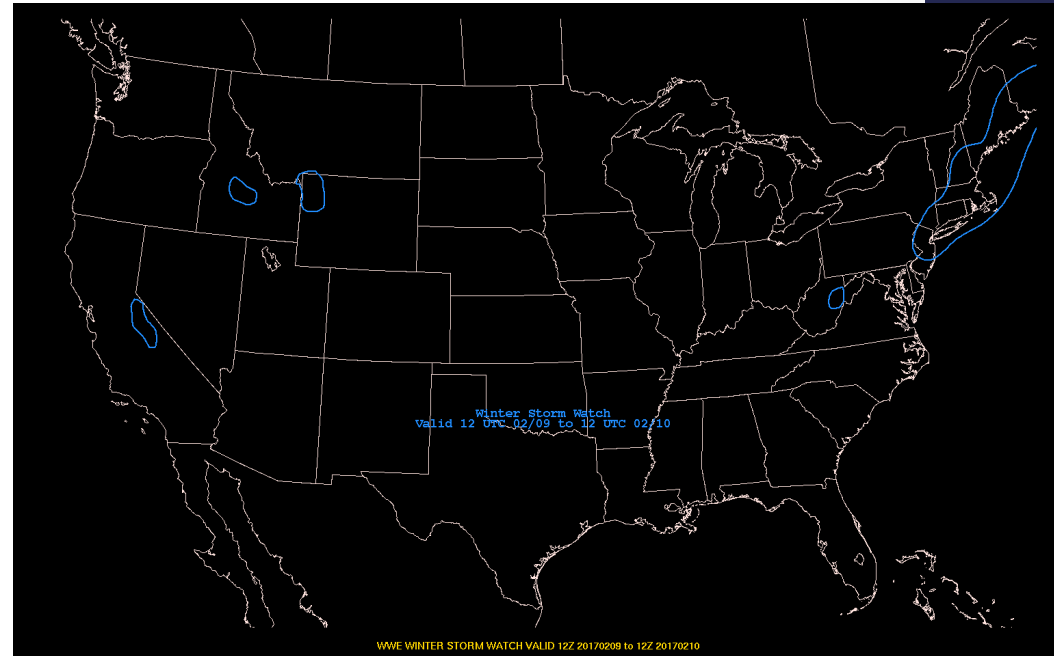 Winter Storm Watch
Valid 12 UTC 02/09 to 12 UTC 02/10
WWE WINTER STORM WATCH VALID 12Z 20170209 to 12Z 20170210